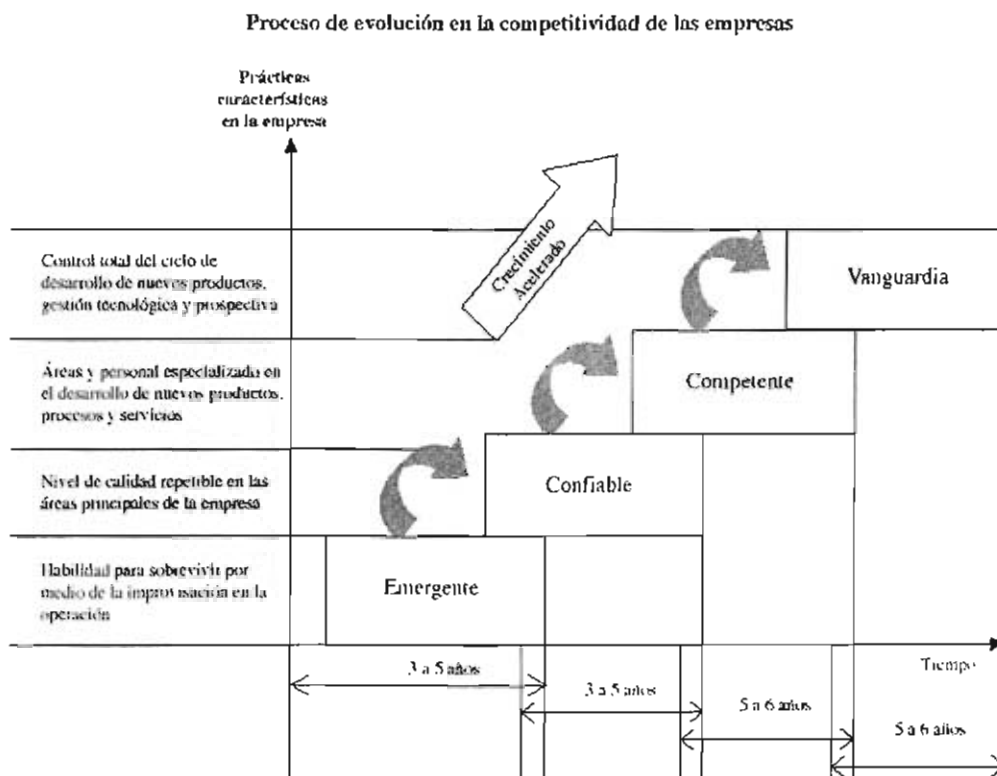 Proceso de evolución en la competitividad de las empresas
Prácticas
características
en la empresa
Crecimiento
Acelerado
Control total del ciclo de
desarrollo de nuevos productos,
gestión tecnológica y prospectiva
Vanguardia
Áreas y personal especializado en
el desarrollo de nuevos productos,
procesos y servicios
Competente
Nivel de calidad repetible en las
áreas principales de la empresa
Confiable
Habilidad para sobrevivir por
medio de la improvisación en la
operación
Emergente
Tiempo
3 a 5 años
3 a 5 años
5 a 6 años
5 a 6 años